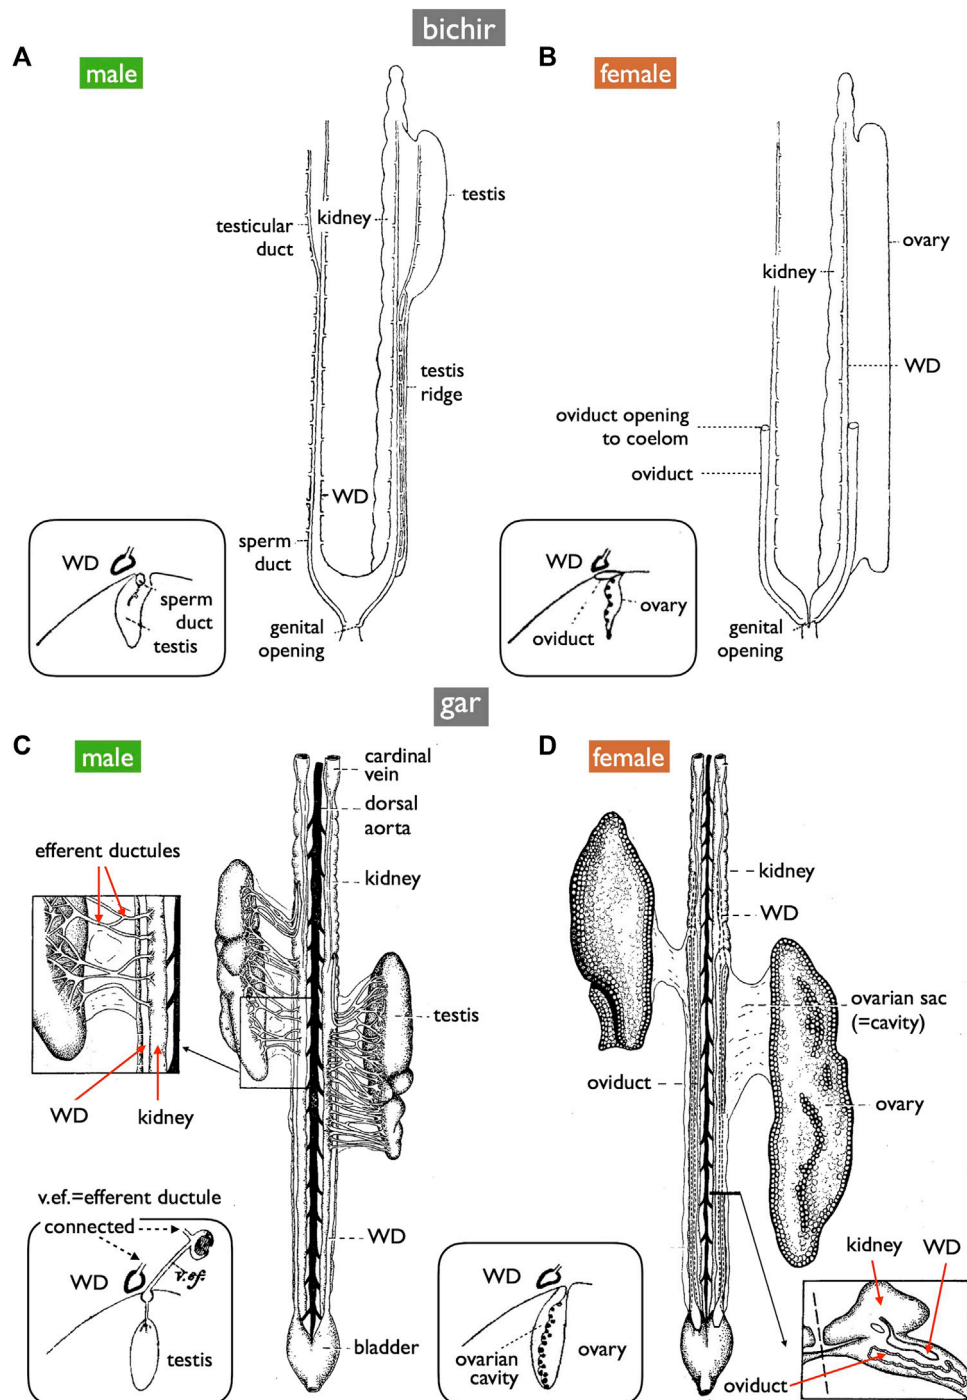 bichir
A
male
testis
kidney
testicular
duct
testis
ridge
WD
sperm
duct
genital
opening
WD
sperm
duct
testis
B
female
ovary
kidney
WD
oviduct opening
to coelom
oviduct
genital
opening
WD
ovary
oviduct
gar
C
male
cardinal
vein
dorsal
aorta
efferent ductules
kidney
testis
WD
kidney
v.ef.=efferent ductule
connected
WD
v.ef.
testis
WD
bladder
D
female
kidney
WD
ovarian sac
(=cavity)
oviduct
ovary
WD
ovarian
cavity
ovary
kidney
WD
oviduct